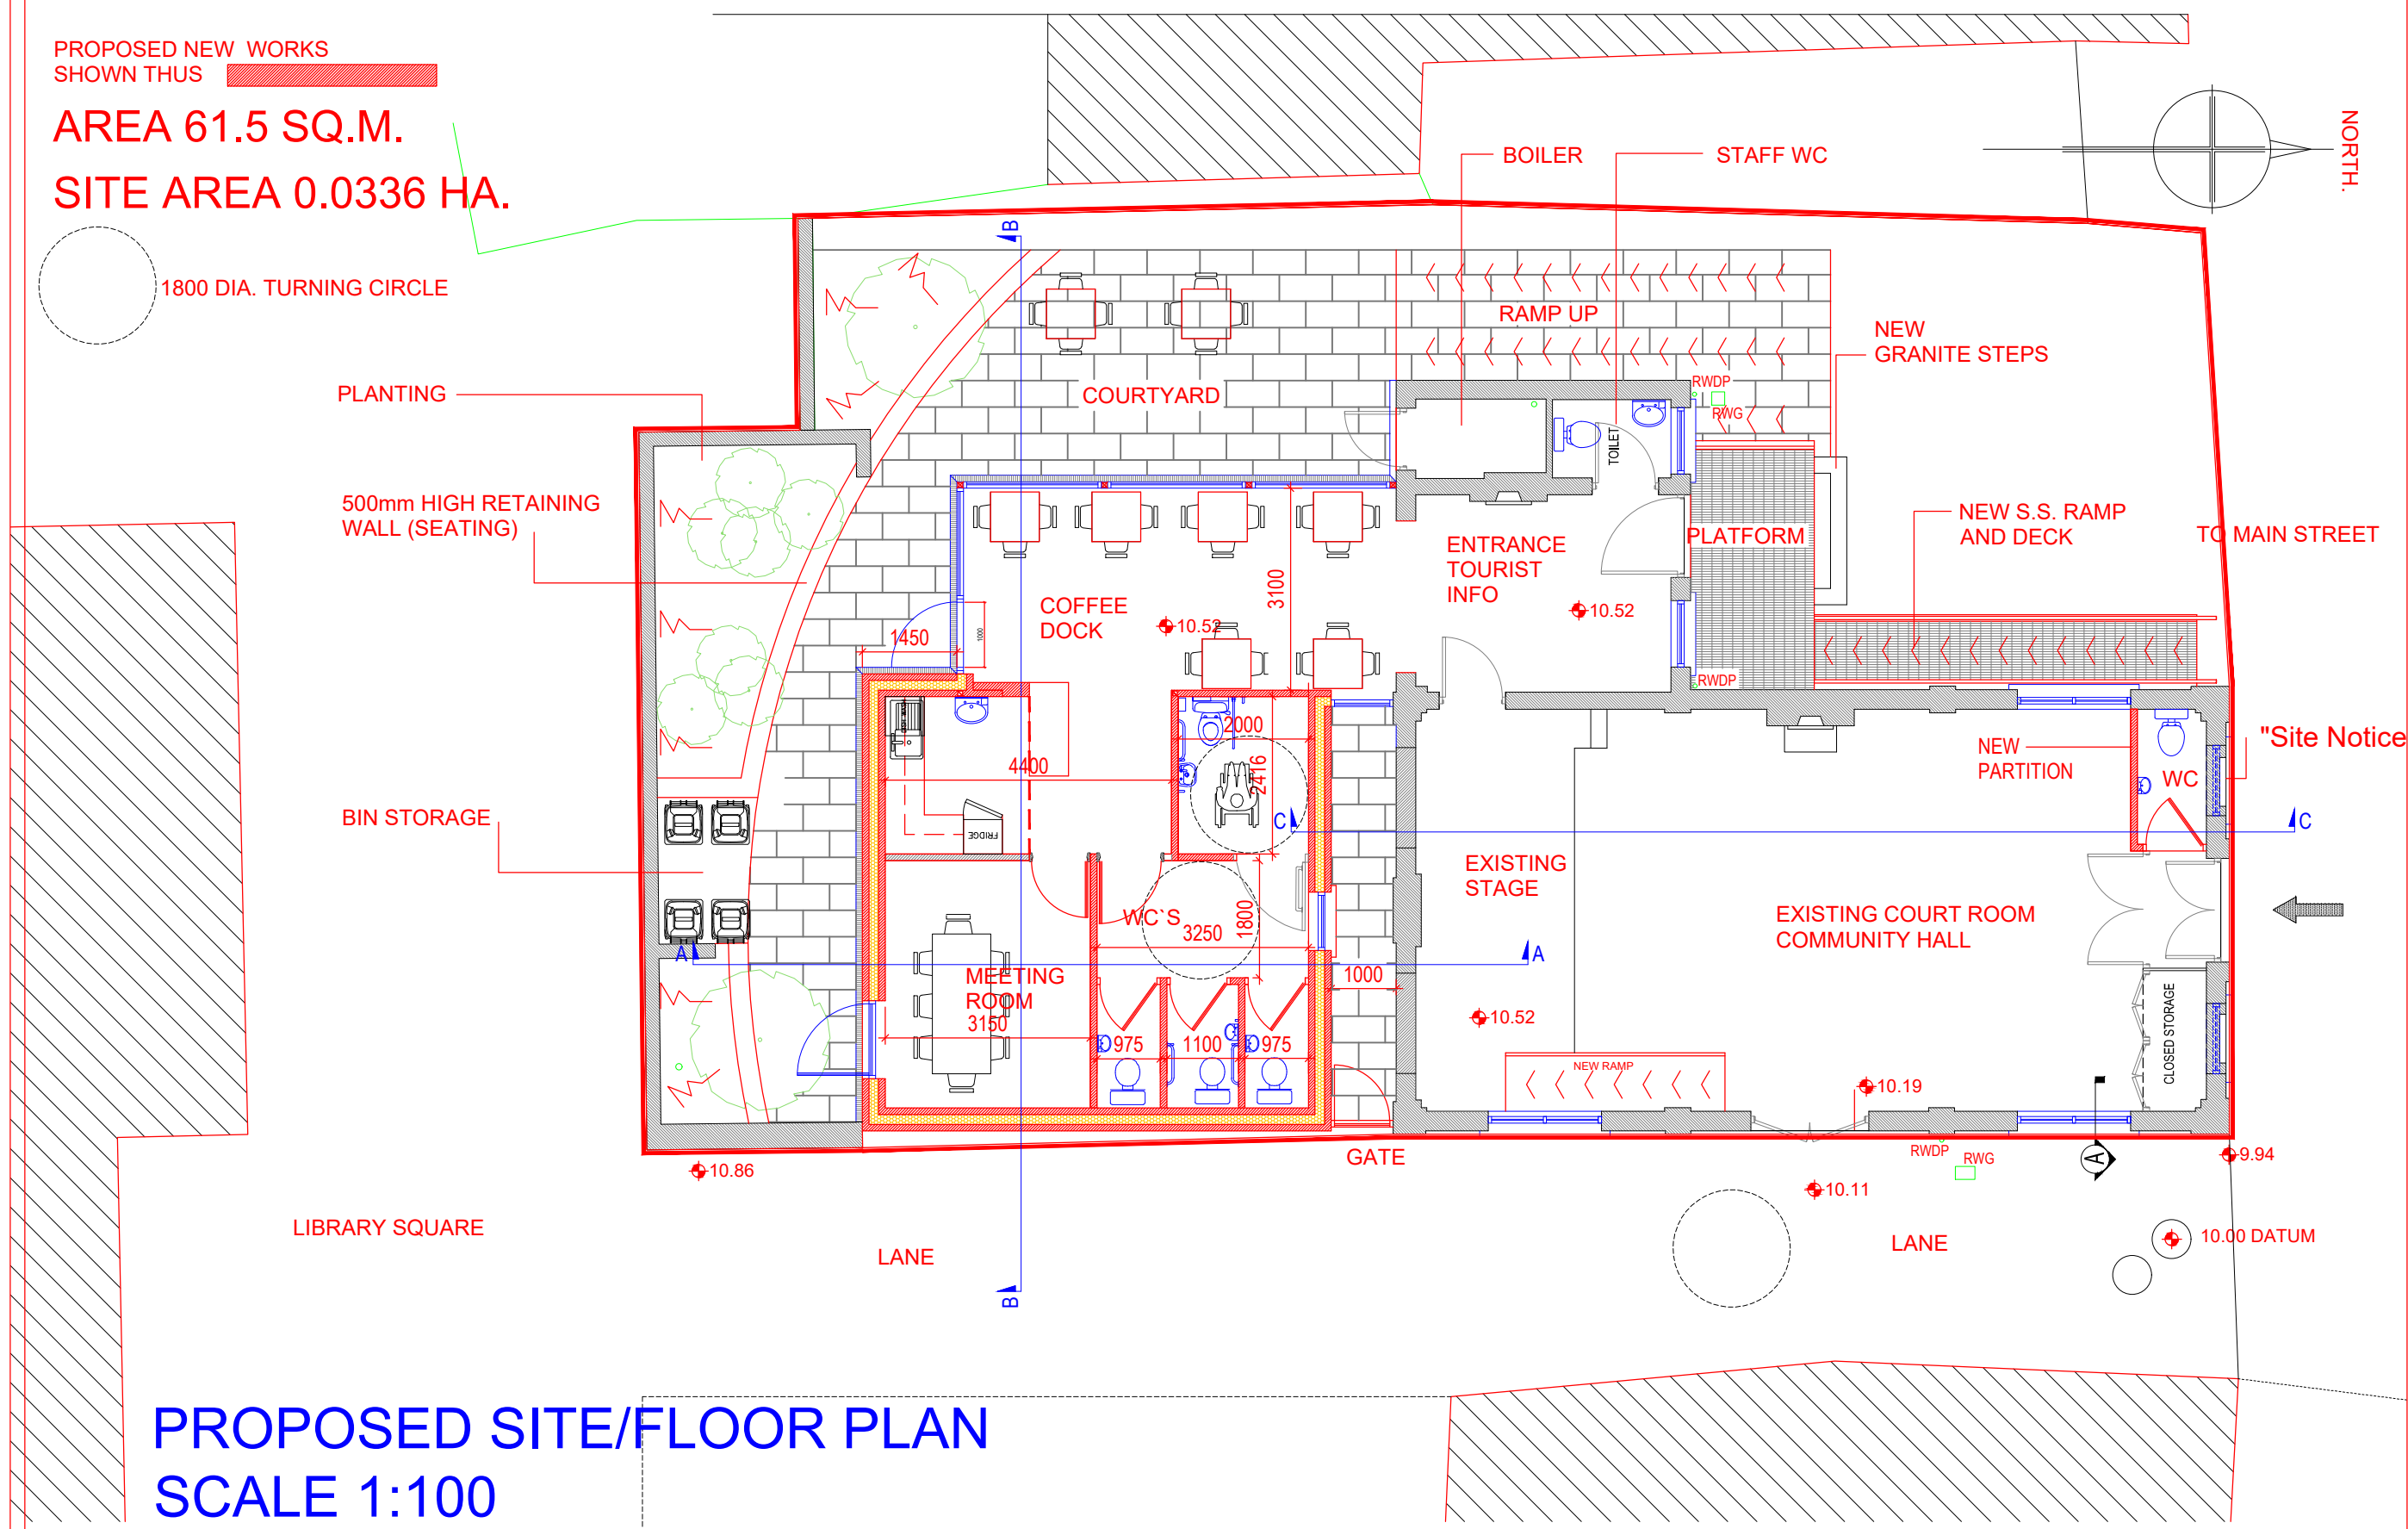 PROPOSED NEW WORKS
SHOWN THUS
AREA 61.5 SQ.M.
SITE AREA 0.0336 HA.
1800 DIA. TURNING CIRCLE
NORTH.
BOILER
STAFF WC
B
RAMP UP
NEW
GRANITE STEPS
PLANTING
COURTYARD
RWDP
RWG
TOILET
500mm HIGH RETAINING
WALL (SEATING)
NEW S.S. RAMP
AND DECK
TO MAIN STREET
PLATFORM
ENTRANCE
TOURIST
INFO
3100
COFFEE
DOCK
10.52
10.52
1450
1000
RWDP
2000
"Site Notice
NEW
PARTITION
WC
4400
2416
BIN STORAGE
FRIDGE
C
C
EXISTING
STAGE
WC`S
3250
1800
EXISTING COURT ROOM
COMMUNITY HALL
A
A
MEETING
ROOM
3150
1000
10.52
975
1100
975
CLOSED STORAGE
NEW RAMP
10.19
GATE
RWDP
RWG
A
9.94
10.86
10.11
LIBRARY SQUARE
LANE
LANE
10.00 DATUM
B
PROPOSED SITE/FLOOR PLAN
SCALE 1:100